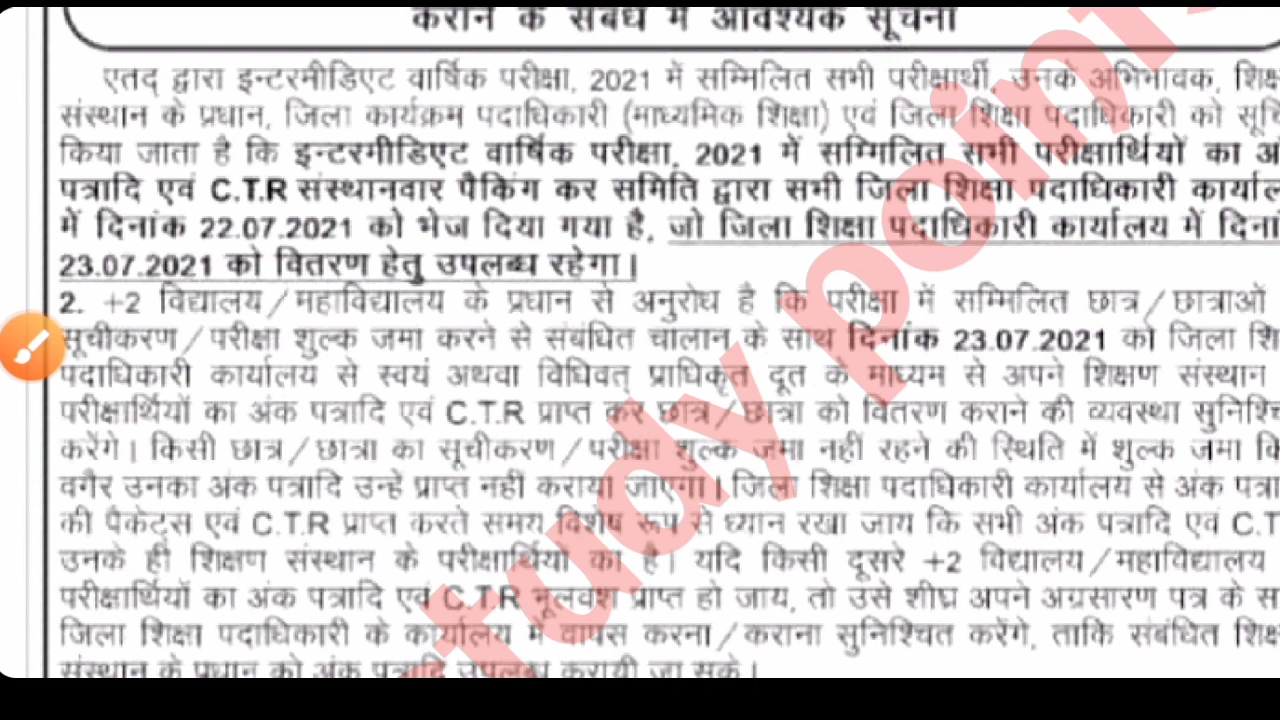 कराने के संबंध में आवश्यक सूचना
एतद् द्वारा इन्टरमीडिएट वार्षिक परीक्षा, 2021 में सम्मिलित सभी परीक्षार्थी, उनके अभिभावक,
संस्थान के प्रधान, जिला कार्यक्रम पदाधिकारी (माध्यमिक शिक्षा) एवं जिला शिक्षा पदाधिकारी को
किया जाता है कि इन्टरमीडिएट वार्षिक परीक्षा, 2021 में सम्मिलित सभी परीक्षार्थियों का
पत्रादि एवं C.T.R संस्थानवार पैकिंग कर समिति द्वारा सभी जिला शिक्षा पदाधिकारी
में दिनांक 22.07.2021 को भेज दिया गया है, जो जिला शिक्षा पदाधिकारी कार्यालय में
23.07.2021 को वितरण हेतु उपलब्ध रहेगा।
2. +2 विद्यालय/महाविद्यालय के प्रधान से अनुरोध है कि परीक्षा में सम्मिलित छात्र/छात्राओं
सूचीकरण/परीक्षा शुल्क जमा करने से संबंधित चालान के साथ दिनांक 23.07.2021 को जिला
पदाधिकारी कार्यालय से स्वयं अथवा विधिवत् प्राधिकृत दूत के माध्यम से अपने शिक्षण संस्थान
परीक्षार्थियों का अंक पत्रादि एवं C.T.R प्राप्त कर छात्र/छात्रा को वितरण कराने की व्यवस्था
करेंगे। किसी छात्र/छात्रा का सूचीकरण/परीक्षा शुल्क जमा नहीं रहने की स्थिति में शुल्क जमा
वगैर उनका अंक पत्रादि उन्हें प्राप्त नहीं कराया जाएगा। जिला शिक्षा पदाधिकारी कार्यालय से अंक
की पैकेट्स एवं C.T.R प्राप्त करते समय विशेष रूप से ध्यान रखा जाय कि सभी अंक पत्रादि एवं
उनके ही शिक्षण संस्थान के परीक्षार्थियों का है। यदि किसी दूसरे +2 विद्यालय/महाविद्यालय
परीक्षार्थियों का अंक पत्रादि एवं C.T.R भूलवश प्राप्त हो जाय, तो उसे शीघ्र अपने अग्रसारण पत्र के
जिला शिक्षा पदाधिकारी के कार्यालय में वापस करना/कराना सुनिश्चित करेंगे, ताकि संबंधित
संस्थान के प्रधान को अंक पत्रादि उपलब्ध करायी जा सके।
study point